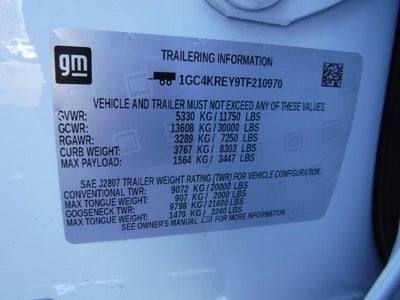 gm
TRAILERING INFORMATION
88 1GC4KREY9TF210970
VEHICLE AND TRAILER MUST NOT EXCEED ANY OF THESE LIMITATIONS
GVWR: 5330 KG/11750 LBS
GCWR: 13608 KG/30000 LBS
RGAWR: 3289 KG/ 7250 LBS
CURB WEIGHT: 3767 KG/ 8303 LBS
MAX PAYLOAD: 1564 KG/ 3447 LBS
SAE J2807 TRAILER WEIGHT RATING (TWR) FOR VEHICLE CONFIGURATION
CONVENTIONAL TWR: 9072 KG/20000 LBS
MAX TONGUE WEIGHT: 907 KG/ 2000 LBS
GOOSENECK TWR: 9798 KG/21600 LBS
MAX TONGUE WEIGHT: 1470 KG/ 3240 LBS
SEE OWNER'S MANUAL FOR MORE INFORMATION